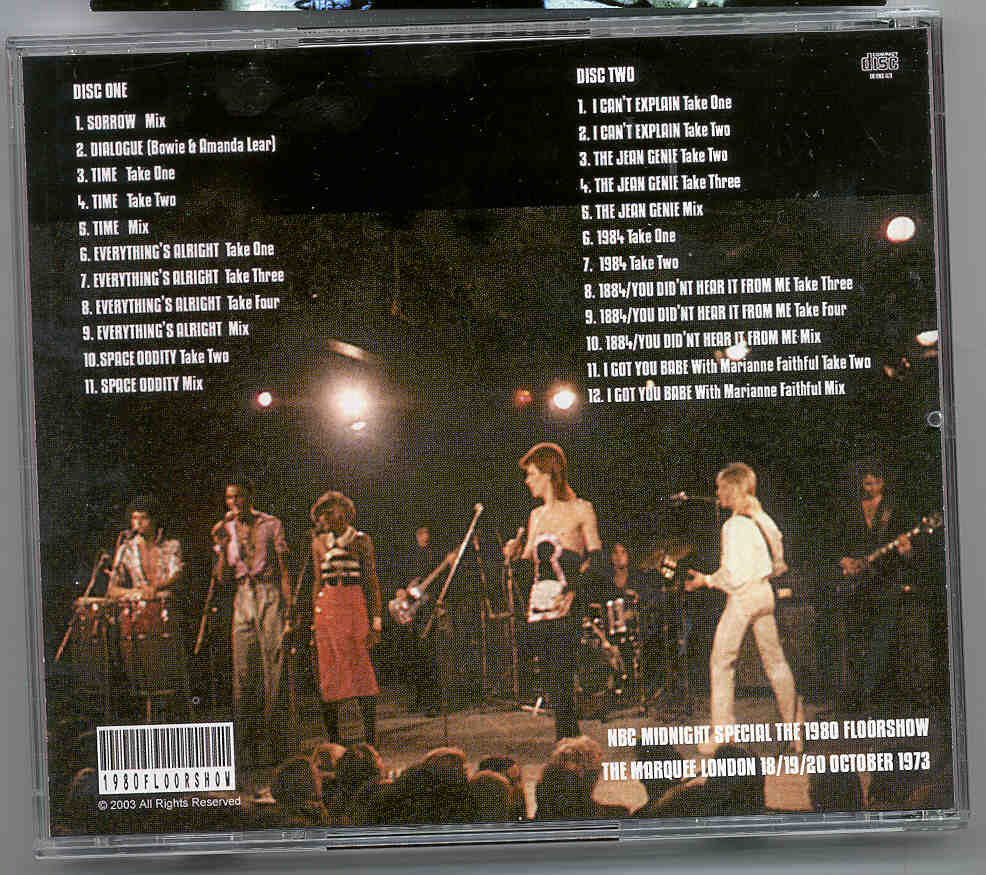 DISC ONE
1. SORROW Mix
2. DIALOGUE (Bowie & Amanda Lear)
3. TIME Take One
4. TIME Take Two
5. TIME Mix
6. EVERYTHING'S ALRIGHT Take One
7. EVERYTHING'S ALRIGHT Take Three
8. EVERYTHING'S ALRIGHT Take Four
9. EVERYTHING'S ALRIGHT Mix
10. SPACE ODDITY Take Two
11. SPACE ODDITY Mix
DISC TWO
1. I CAN'T EXPLAIN Take One
2. I CAN'T EXPLAIN Take Two
3. THE JEAN GENIE Take Two
4. THE JEAN GENIE Take Three
5. THE JEAN GENIE Mix
6. 1984 Take One
7. 1984 Take Two
8. 1884/YOU DID'NT HEAR IT FROM ME Take Three
9. 1884/YOU DID'NT HEAR IT FROM ME Take Four
10. 1884/YOU DID'NT HEAR IT FROM ME Mix
11. I GOT YOU BABE With Marianne Faithful Take Two
12. I GOT YOU BABE With Marianne Faithful Mix
COMPACT
disc
NBC MIDNIGHT SPECIAL THE 1980 FLOORSHOW
THE MARQUEE LONDON 18/19/20 OCTOBER 1973
1980FLOORSHOW
© 2003 All Rights Reserved